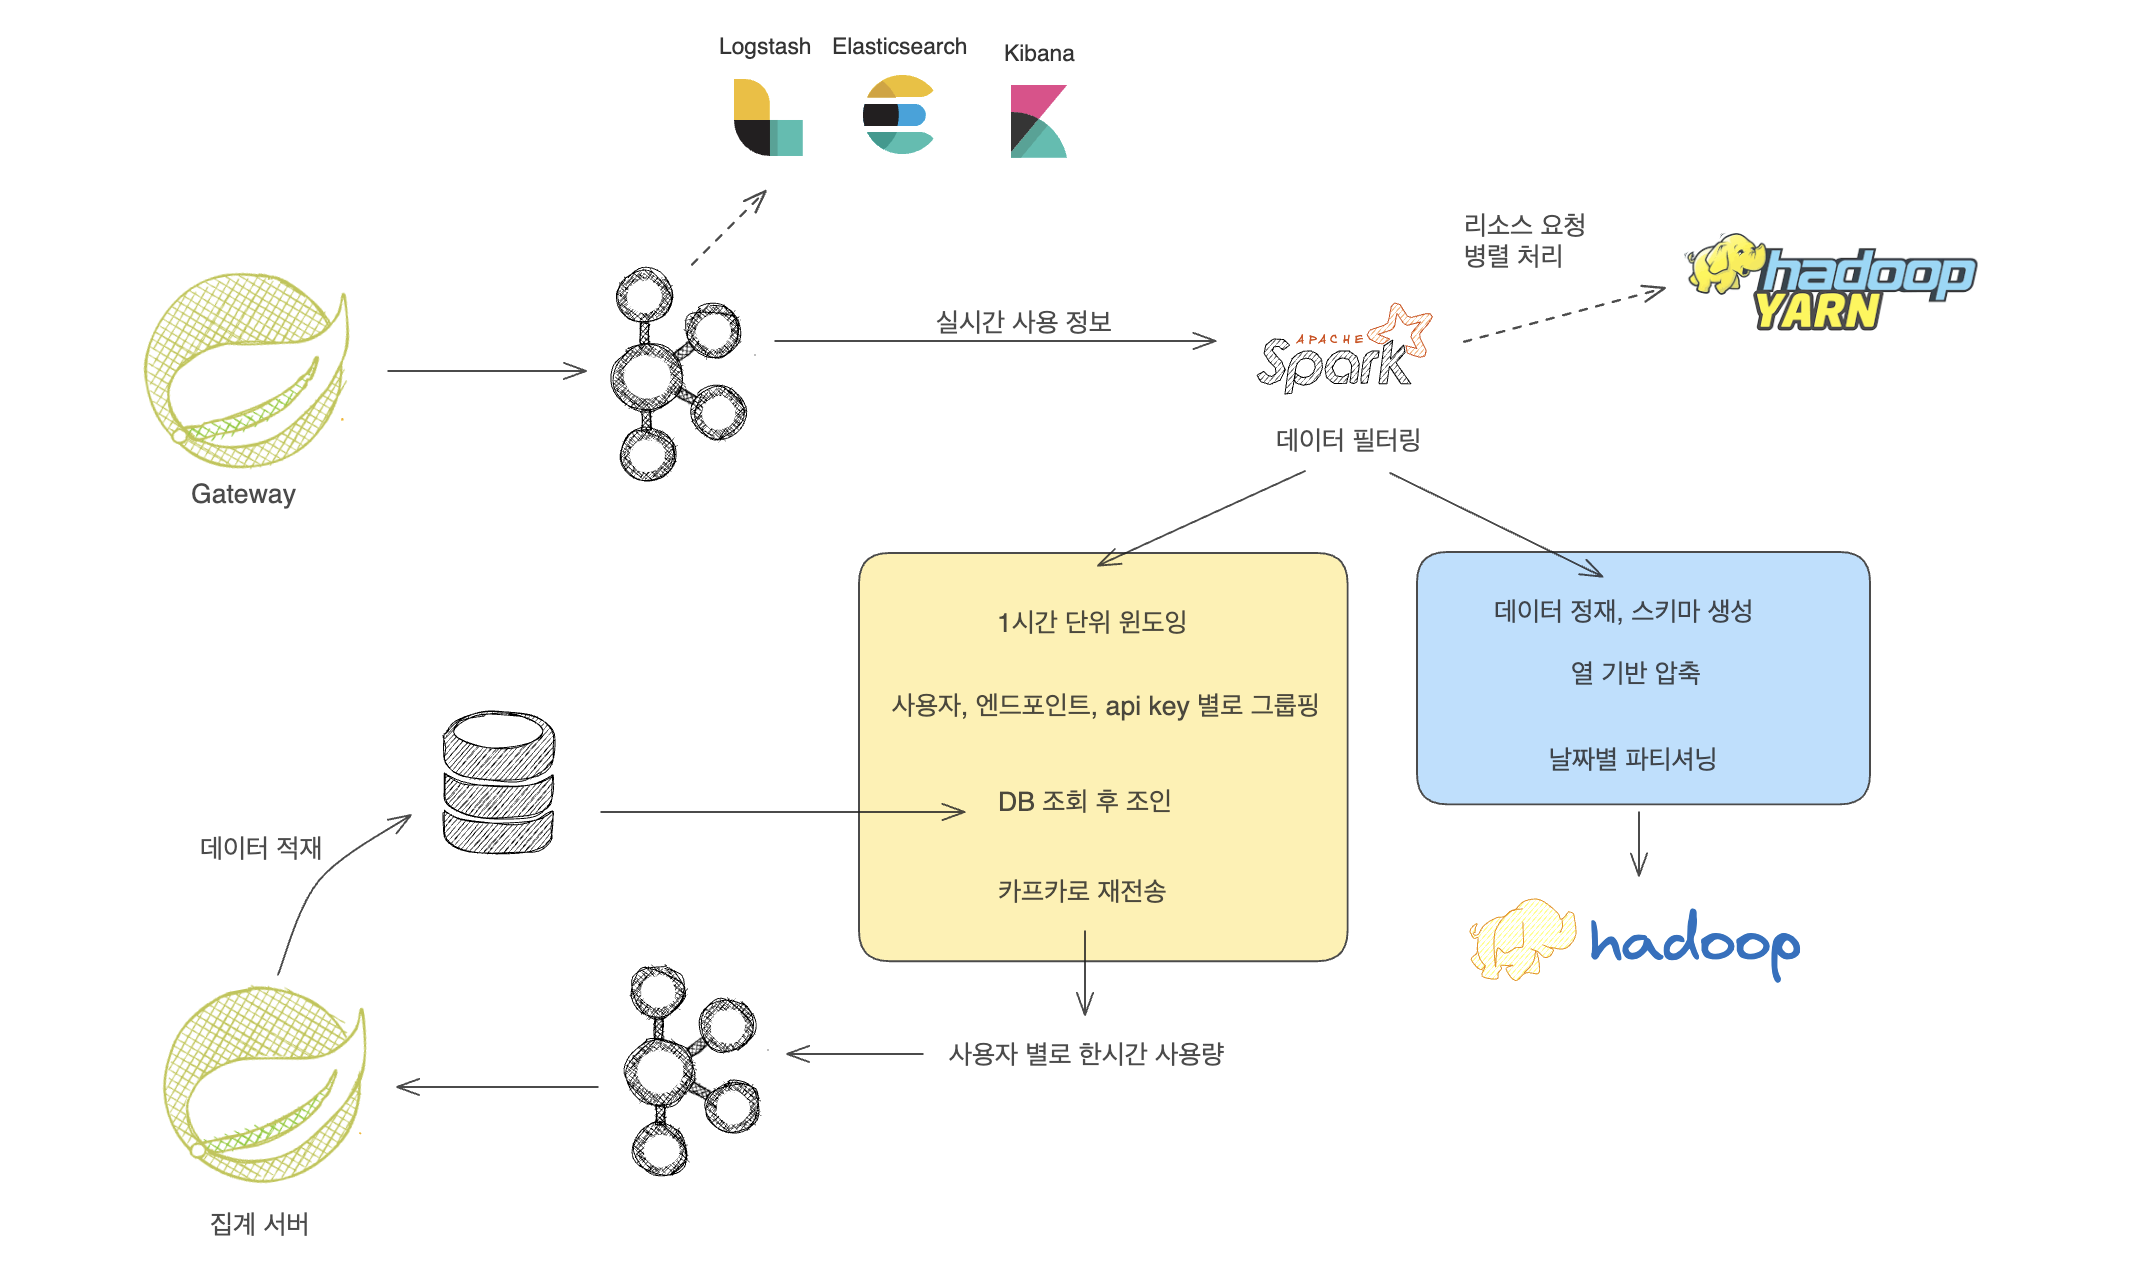 Logstash
Elasticsearch
Kibana
리소스 요청
병렬 처리
hadoop
YARN
실시간 사용 정보
APACHE
Spark
데이터 필터링
Gateway
1시간 단위 윈도잉
사용자, 엔드포인트, api key 별로 그룹핑
DB 조회 후 조인
카프카로 재전송
데이터 정재, 스키마 생성
열 기반 압축
날짜별 파티셔닝
데이터 적재
hadoop
사용자 별로 한시간 사용량
집계 서버